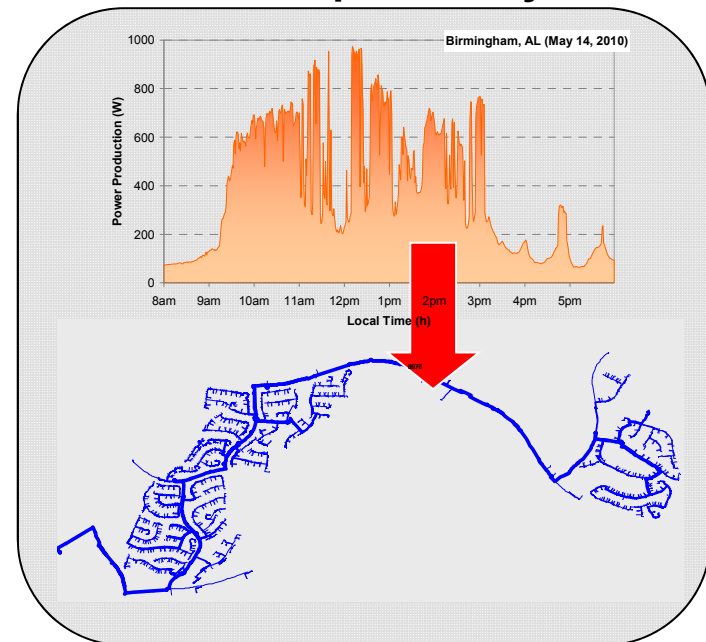 Birmingham, AL (May 14, 2010)
Power Production (W)
1000
800
600
400
200
0
8am 9am 10am 11am 12pm 1pm 2pm 3pm 4pm 5pm
Local Time (h)